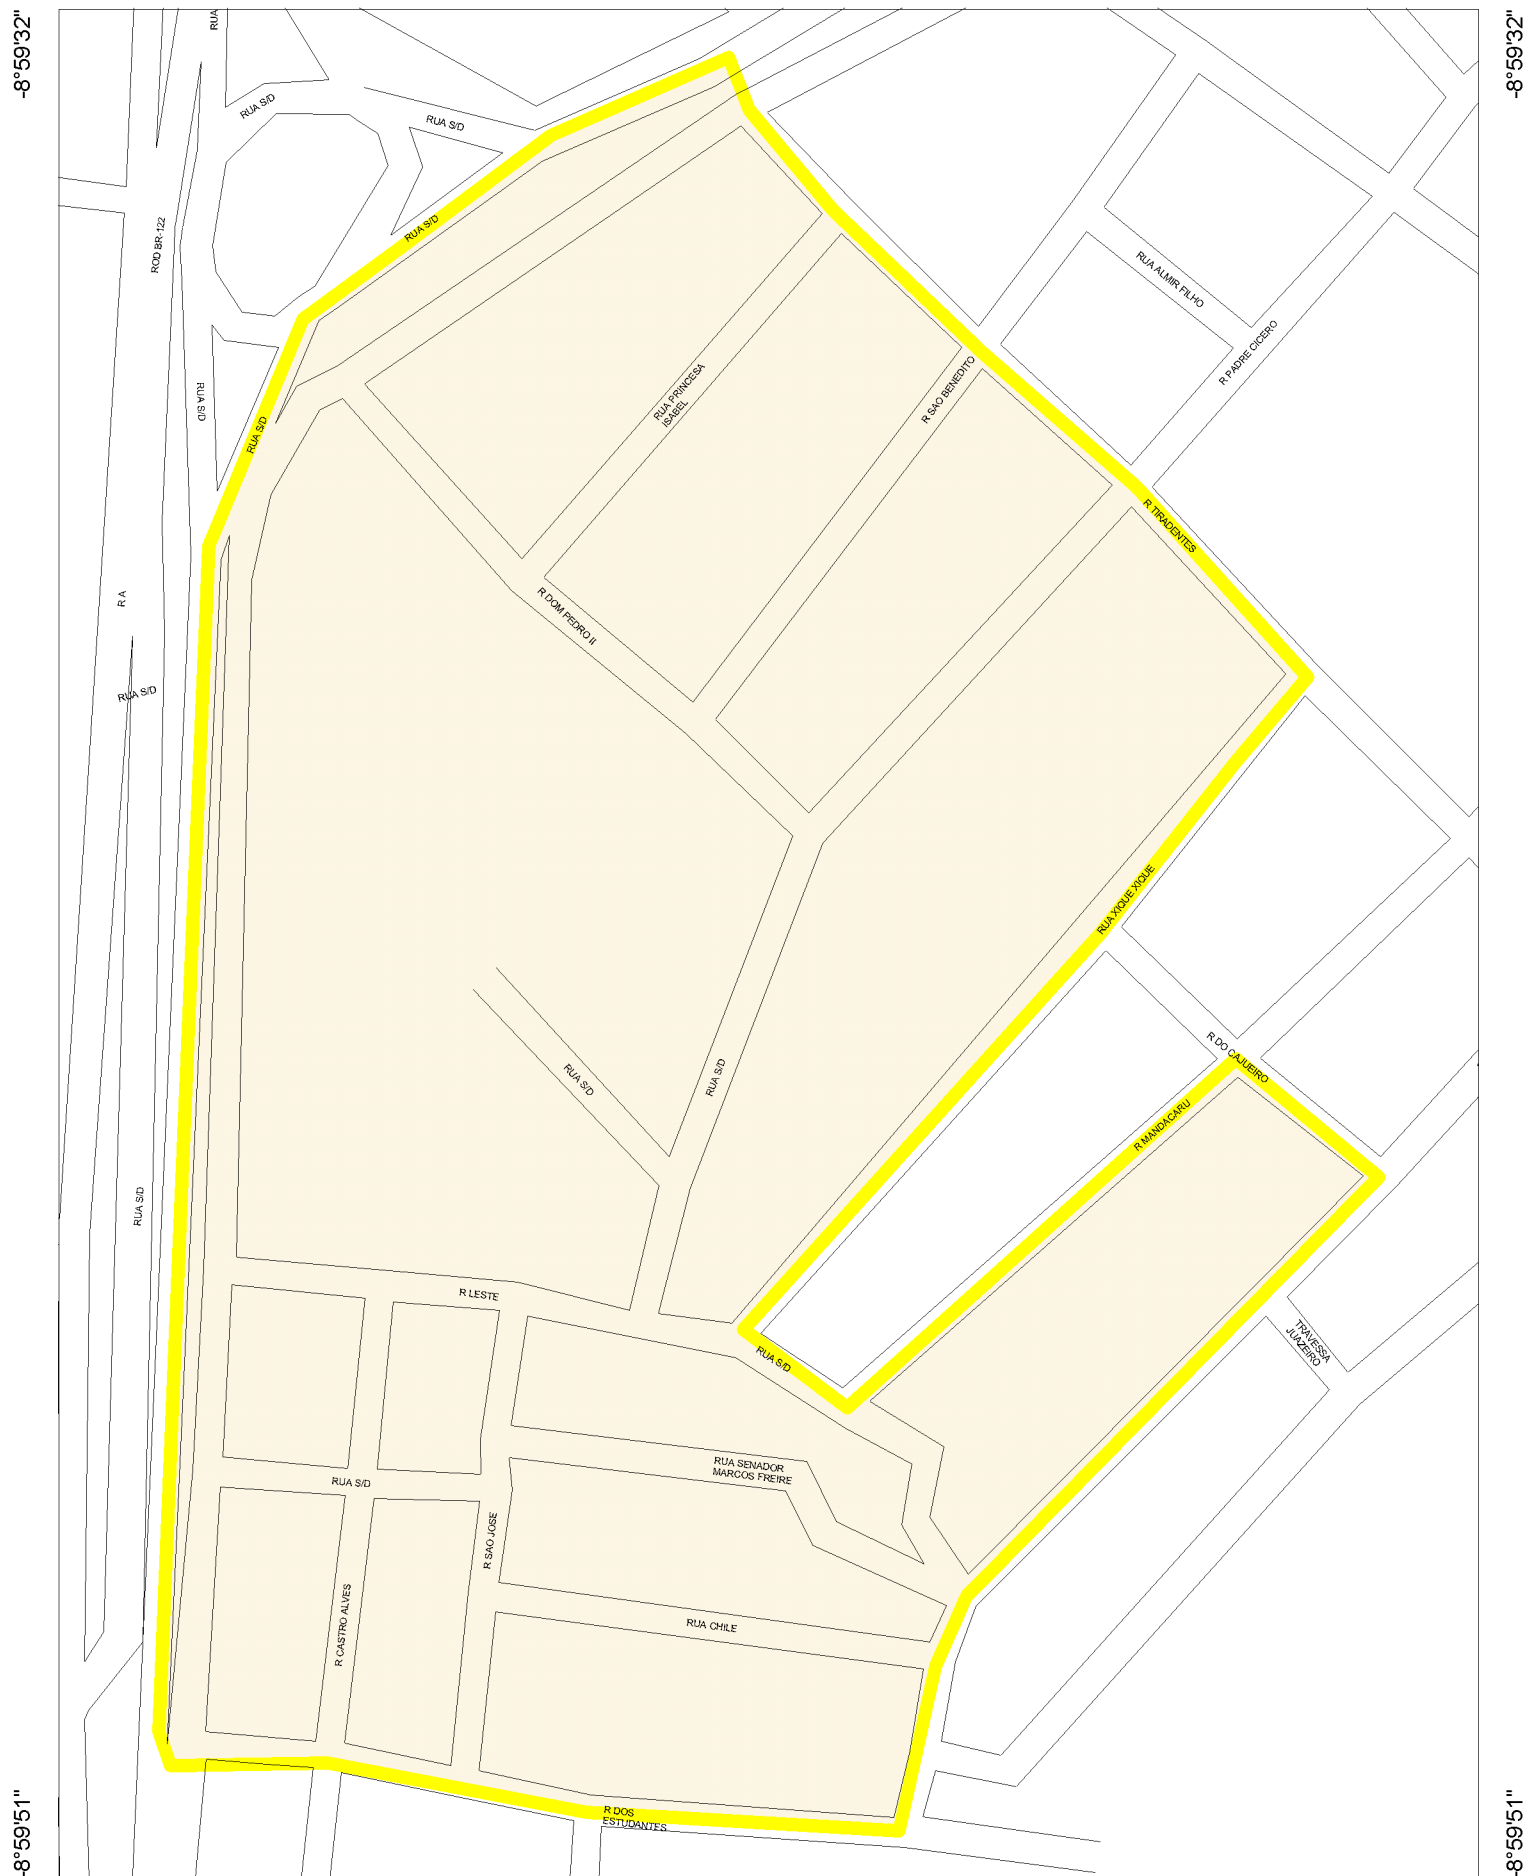 -8°59'32"
-8°59'32"
RUA
RUA S/D
RUA S/D
ROD BR-122
RUA S/D
RUA ALMIR FILHO
R PADRE CICERO
RUA S/D
RUA S/D
RUA PRINCESA
ISABEL
R SAO BENEDITO
R TIRADENTES
R A
R DOM PEDRO II
RUA S/D
RUA XIQUE XIQUE
R DO CAJUEIRO
RUA S/D
RUA S/D
R MANDACARU
RUA S/D
R LESTE
TRAVESSA
JUAZEIRO
RUA S/D
RUA SENADOR
MARCOS FREIRE
RUA S/D
R SAO JOSE
R CASTRO ALVES
RUA CHILE
R DOS
ESTUDANTES
-8°59'51"
-8°59'51"